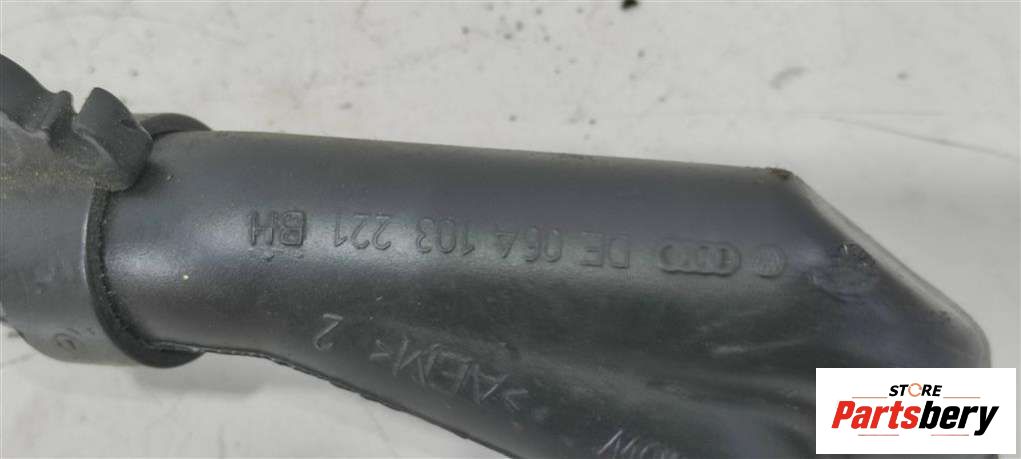 DE 06A 103 221 BH
>AEM< 2
STORE
Partsbery